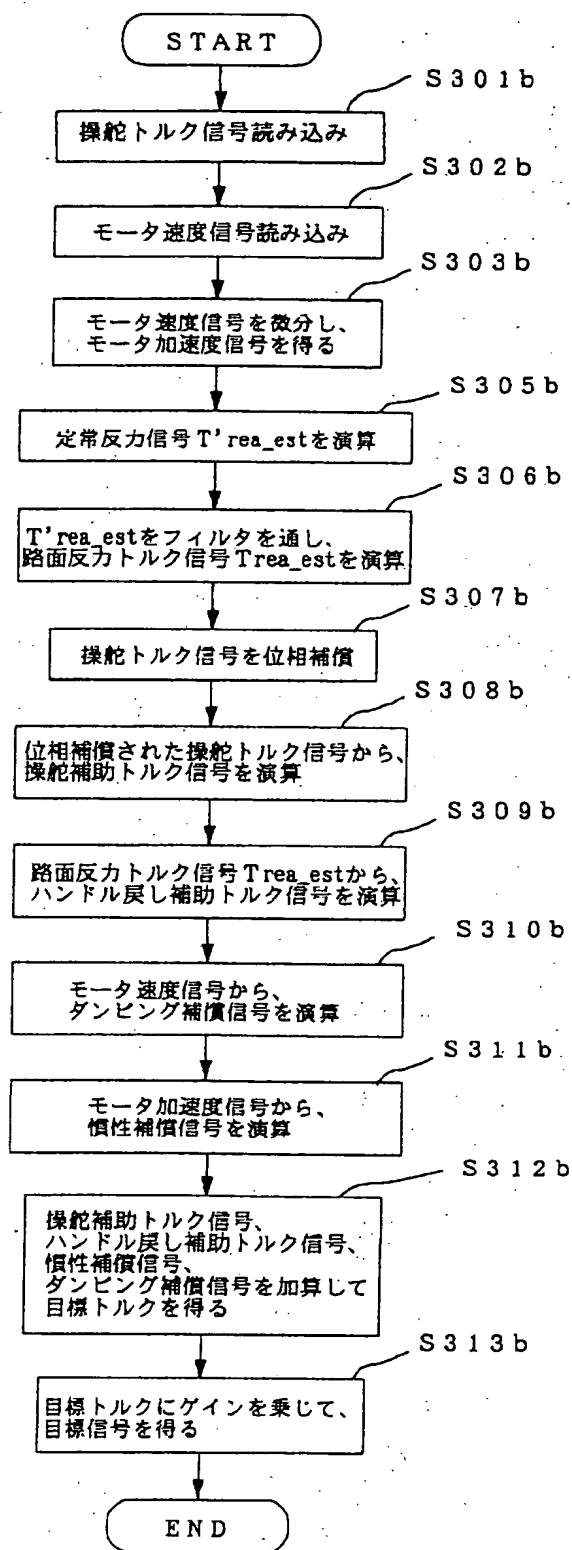 START
S301b
操舵トルク信号読み込み
S302b
モータ速度信号読み込み
S303b
モータ速度信号を微分し、
モータ加速度信号を得る
S305b
定常反力信号T'rea_estを演算
S306b
T'rea_estをフィルタを通し、
路面反力トルク信号Trea_estを演算
S307b
操舵トルク信号を位相補償
S308b
位相補償された操舵トルク信号から、
操舵補助トルク信号を演算
S309b
路面反力トルク信号Trea_estから、
ハンドル戻し補助トルク信号を演算
S310b
モータ速度信号から、
ダンピング補償信号を演算
S311b
モータ加速度信号から、
慣性補償信号を演算
S312b
操舵補助トルク信号、
ハンドル戻し補助トルク信号、
慣性補償信号、
ダンピング補償信号を加算して
目標トルクを得る
S313b
目標トルクにゲインを乗じて、
目標信号を得る
END